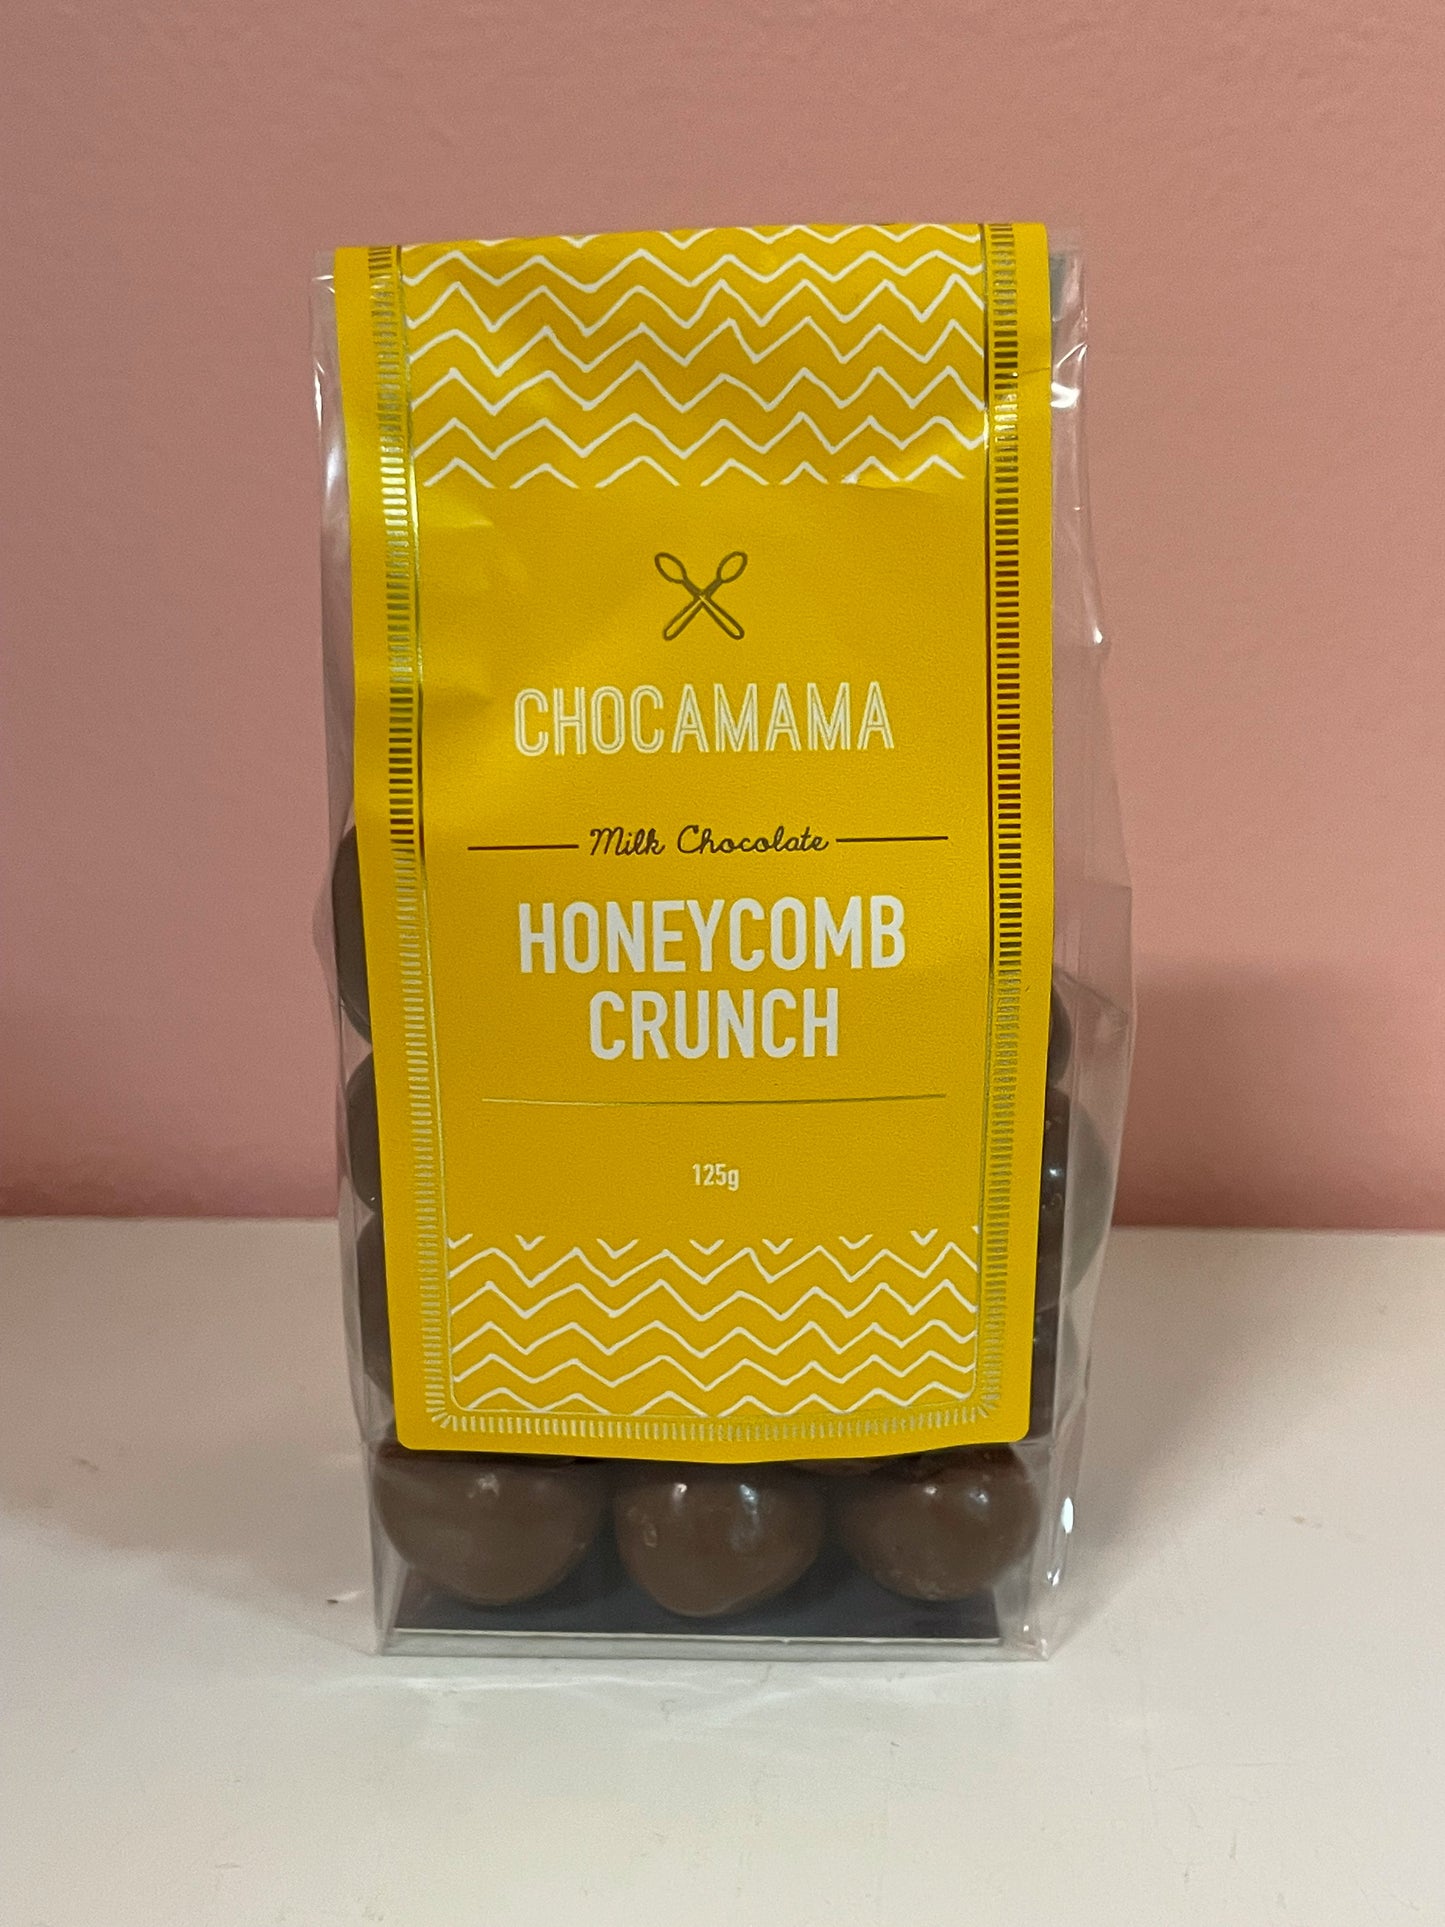 CHOCAMAMA
Milk Chocolate
HONEYCOMB
CRUNCH
125g